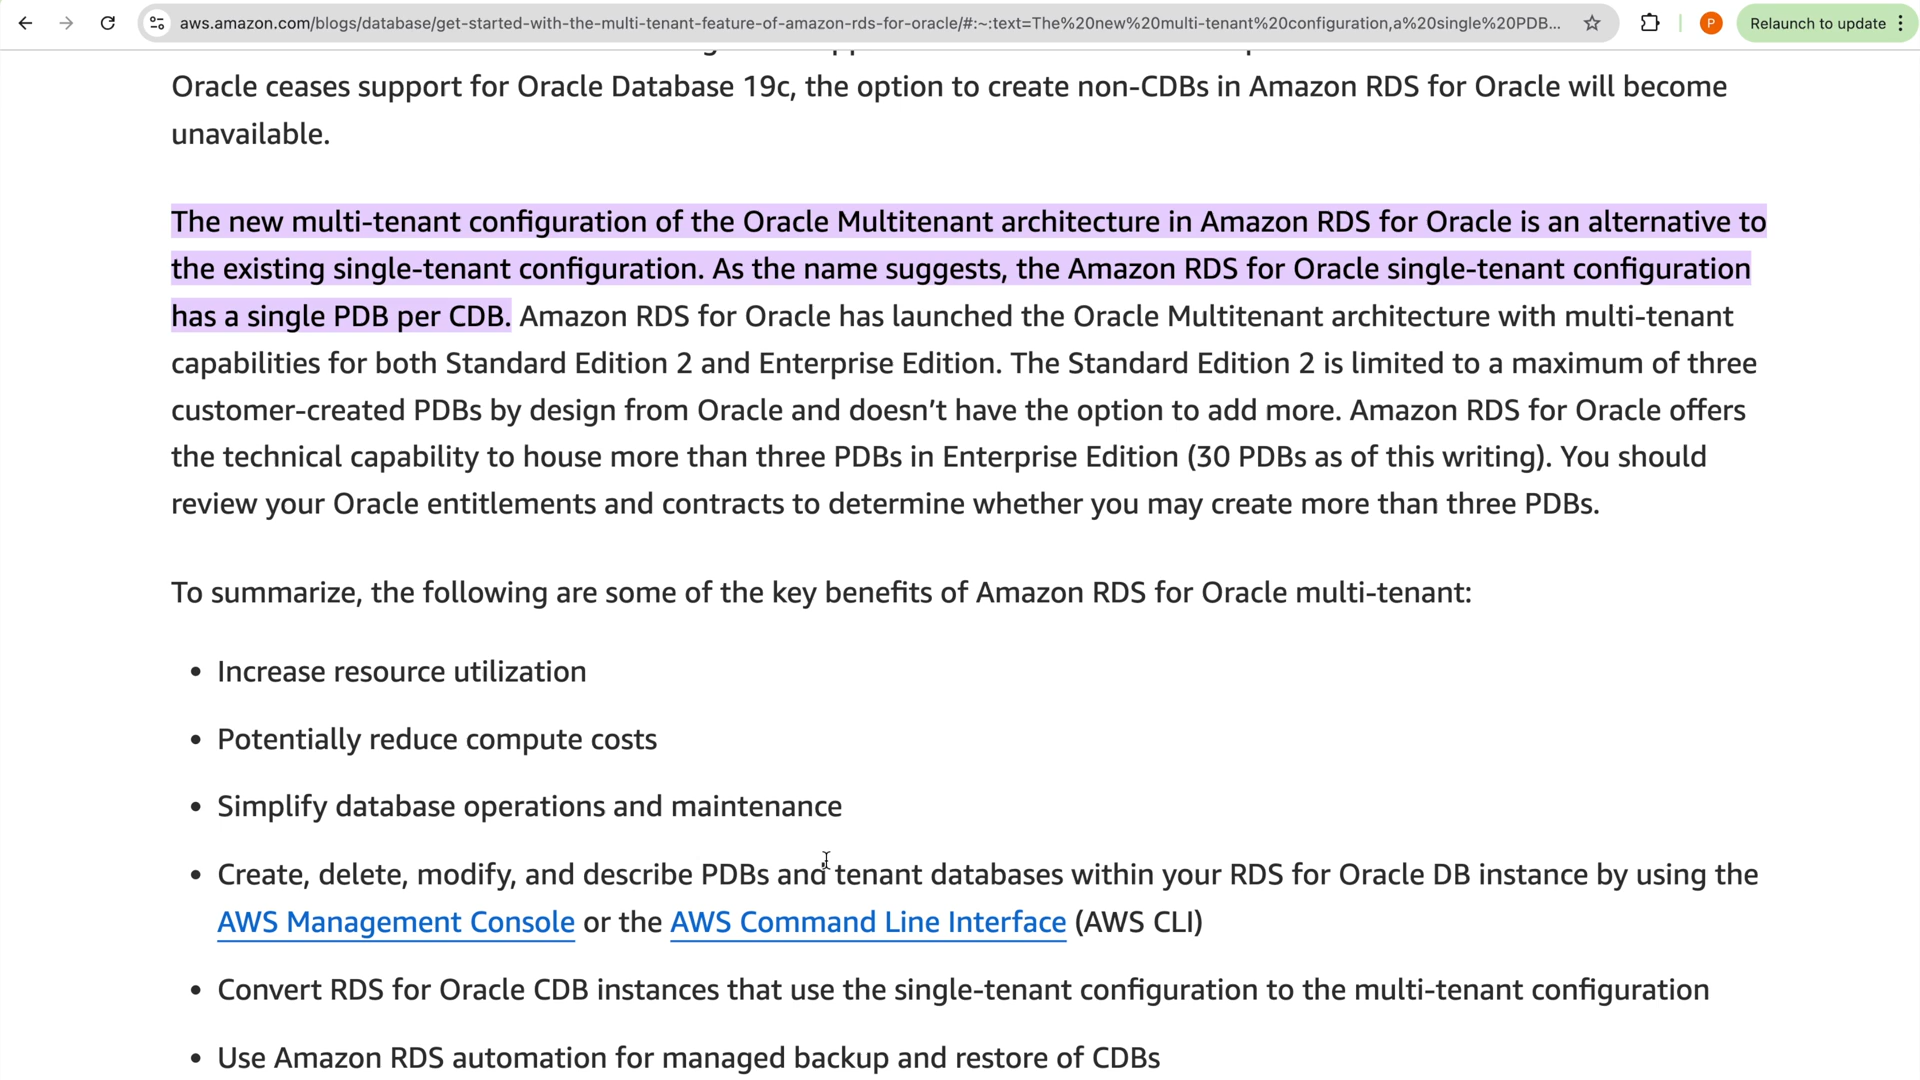 aws.amazon.com/blogs/database/get-started-with-the-multi-tenant-feature-of-amazon-rds-for-oracle/#:~:text=The%20new%20multi-tenant%20configuration,a%20single%20PDB...
P
Relaunch to update
Oracle ceases support for Oracle Database 19c, the option to create non-CDBs in Amazon RDS for Oracle will become
unavailable.
The new multi-tenant configuration of the Oracle Multitenant architecture in Amazon RDS for Oracle is an alternative to
the existing single-tenant configuration. As the name suggests, the Amazon RDS for Oracle single-tenant configuration
has a single PDB per CDB. Amazon RDS for Oracle has launched the Oracle Multitenant architecture with multi-tenant
capabilities for both Standard Edition 2 and Enterprise Edition. The Standard Edition 2 is limited to a maximum of three
customer-created PDBs by design from Oracle and doesn’t have the option to add more. Amazon RDS for Oracle offers
the technical capability to house more than three PDBs in Enterprise Edition (30 PDBs as of this writing). You should
review your Oracle entitlements and contracts to determine whether you may create more than three PDBs.
To summarize, the following are some of the key benefits of Amazon RDS for Oracle multi-tenant:
• Increase resource utilization
• Potentially reduce compute costs
• Simplify database operations and maintenance
• Create, delete, modify, and describe PDBs and tenant databases within your RDS for Oracle DB instance by using the
AWS Management Console or the AWS Command Line Interface (AWS CLI)
• Convert RDS for Oracle CDB instances that use the single-tenant configuration to the multi-tenant configuration
• Use Amazon RDS automation for managed backup and restore of CDBs